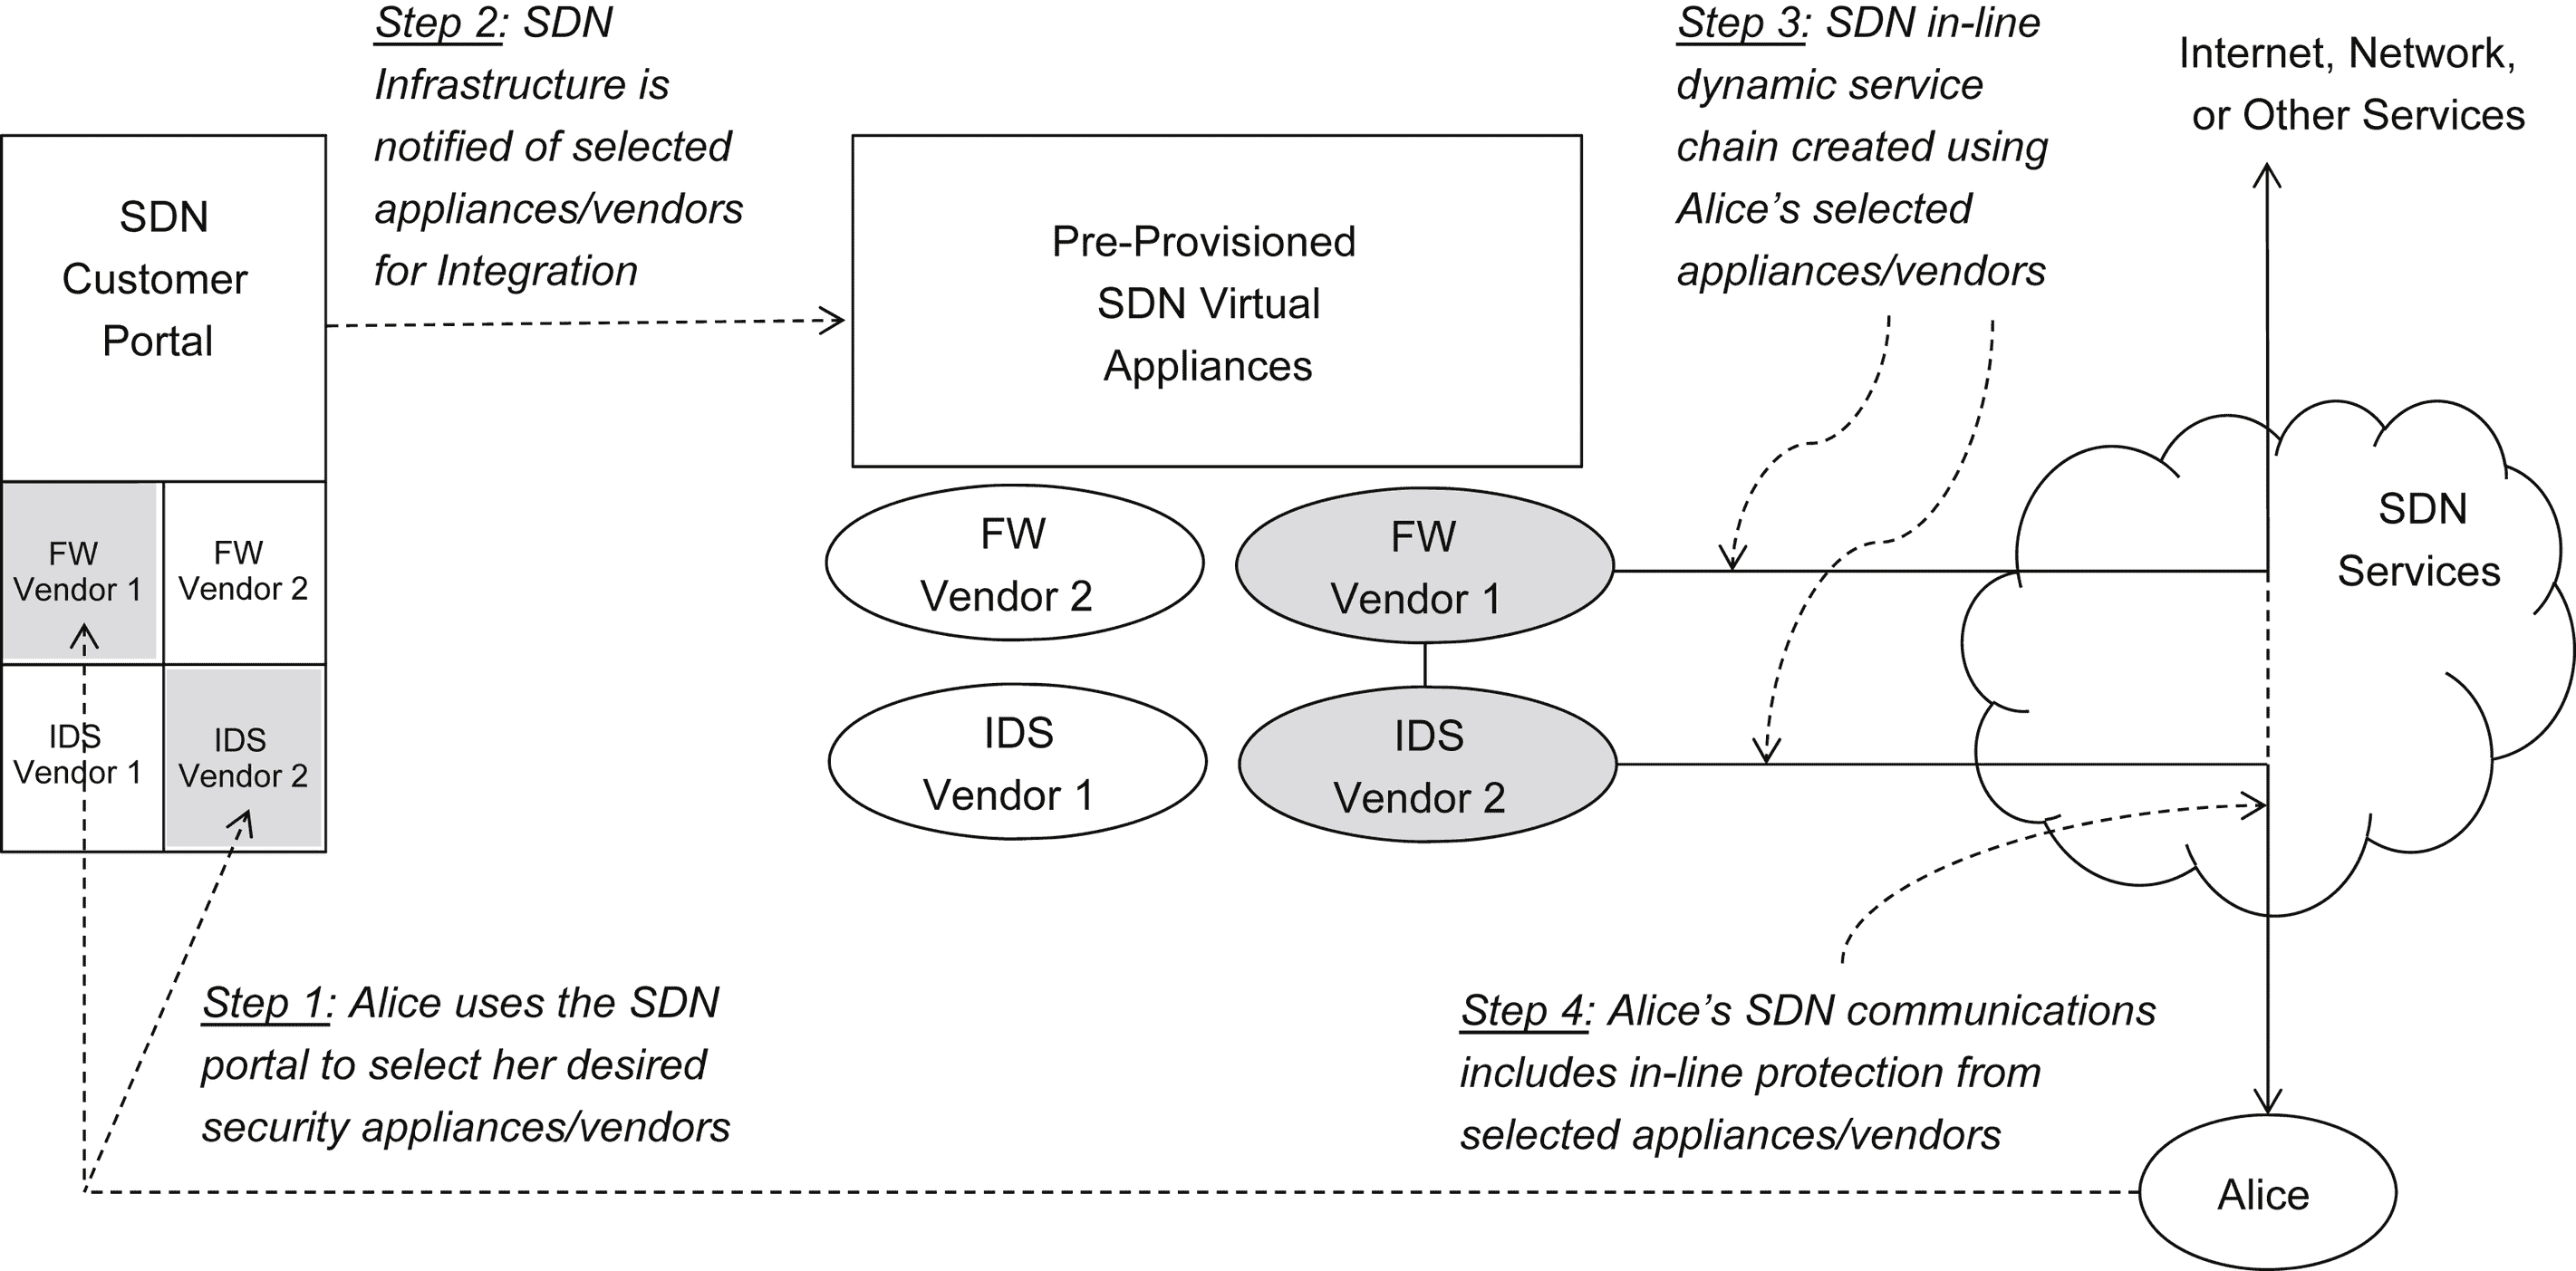 Step 2: SDN
Infrastructure is
notified of selected
appliances/vendors
for Integration
Step 3: SDN in-line
dynamic service
chain created using
Alice’s selected
appliances/vendors
Internet, Network,
or Other Services
SDN
Customer
Portal
Pre-Provisioned
SDN Virtual
Appliances
FW
Vendor 1
FW
Vendor 2
IDS
Vendor 1
IDS
Vendor 2
FW
Vendor 2
FW
Vendor 1
IDS
Vendor 1
IDS
Vendor 2
SDN
Services
Step 1: Alice uses the SDN
portal to select her desired
security appliances/vendors
Step 4: Alice’s SDN communications
includes in-line protection from
selected appliances/vendors
Alice